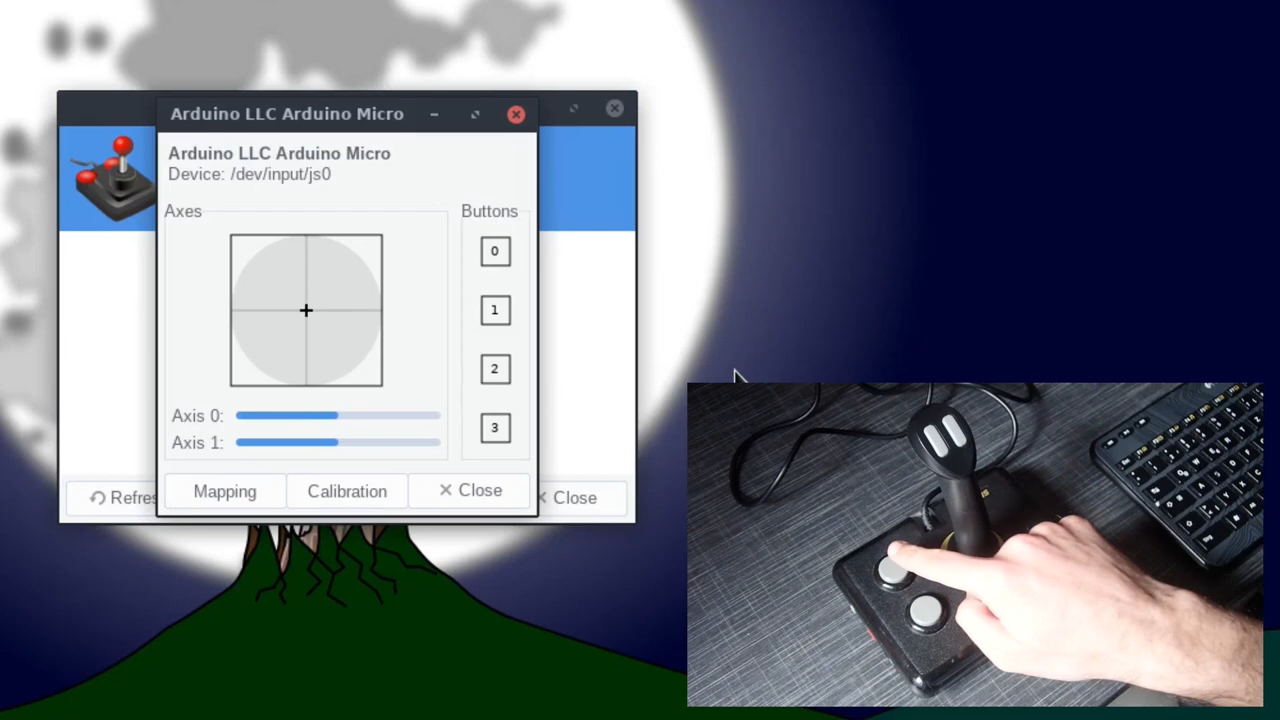 Arduino LLC Arduino Micro
Arduino LLC Arduino Micro
Device: /dev/input/js0
Axes
Buttons
0
1
2
3
Axis 0:
Axis 1:
Refres
Mapping
Calibration
Close
Close